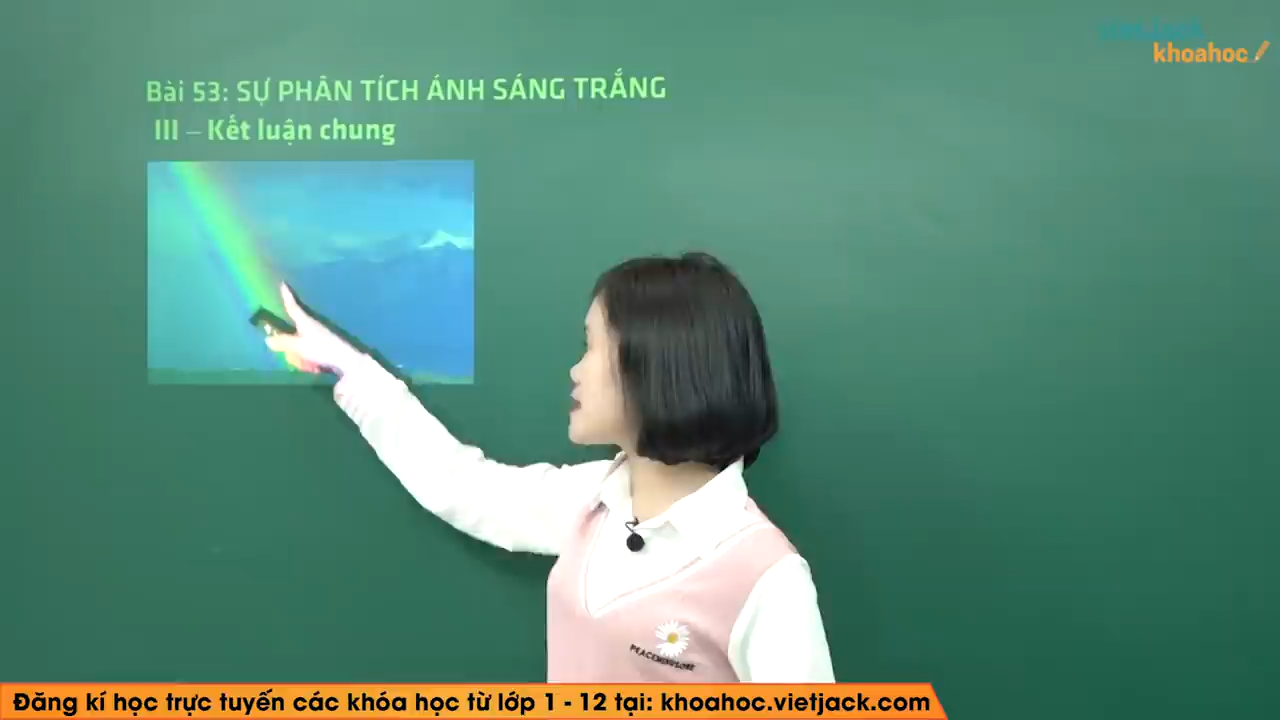 vietjack
khoahoc
Bài 53: SỰ PHÂN TÍCH ÁNH SÁNG TRẮNG
III – Kết luận chung
Đăng kí học trực tuyến các khóa học từ lớp 1 - 12 tại: khoahoc.vietjack.com